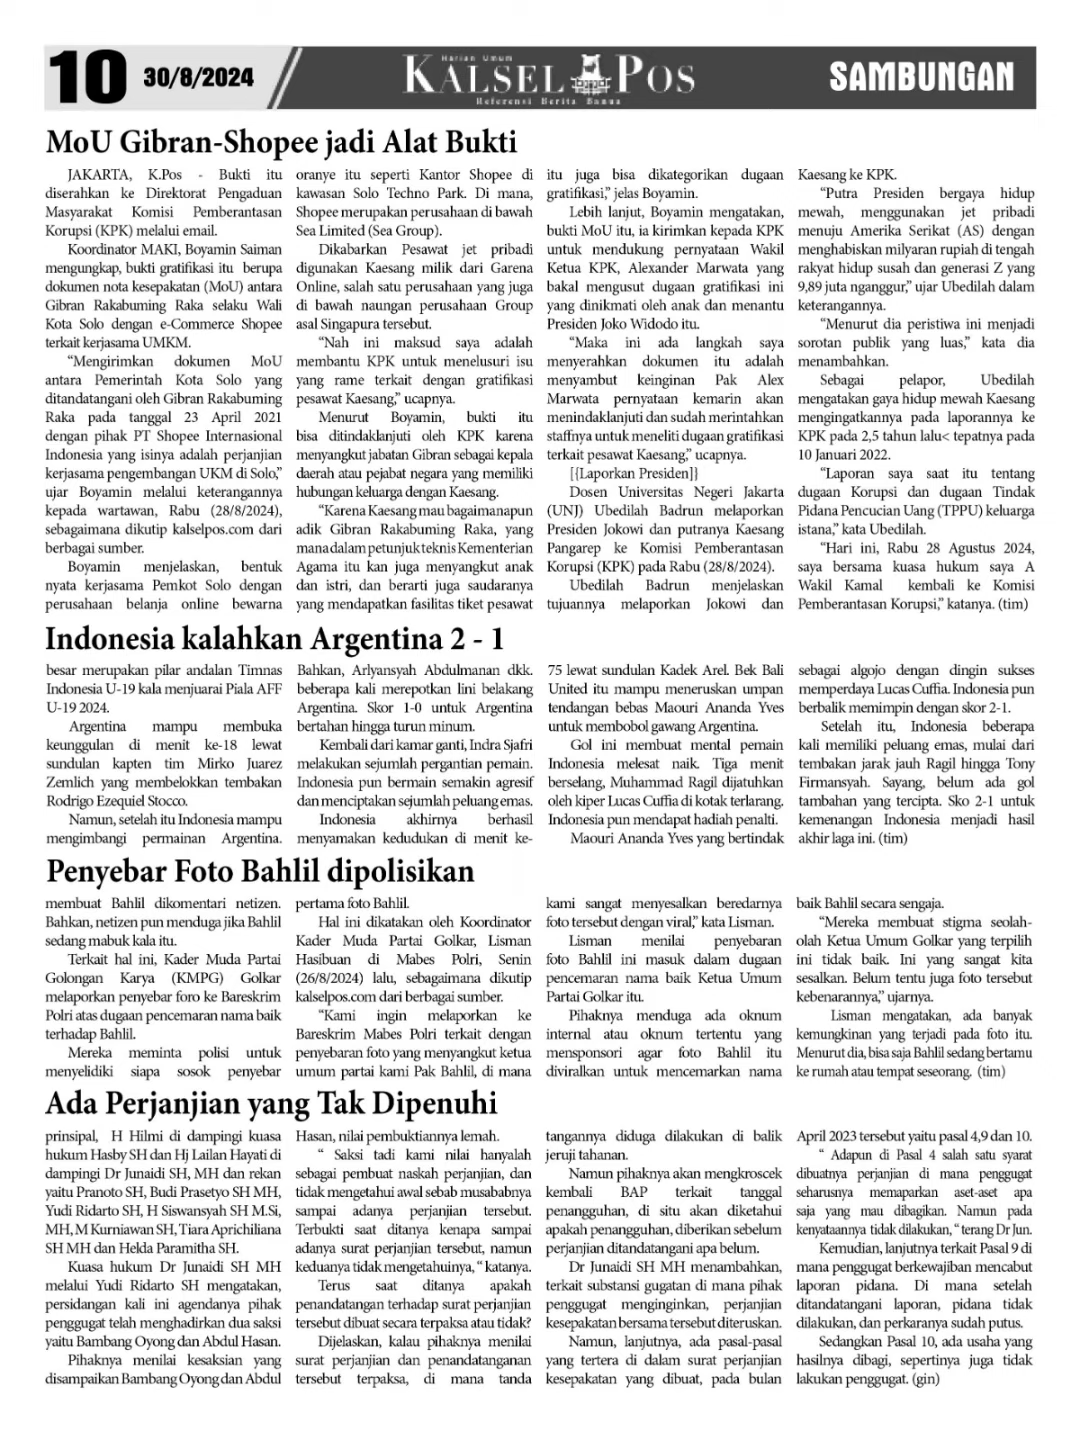 10
30/8/2024
Harian Umum
KALSEL POS
Referensi Berita Banua
SAMBUNGAN
MoU Gibran-Shopee jadi Alat Bukti
JAKARTA, K.Pos - Bukti itu
diserahkan ke Direktorat Pengaduan
Masyarakat Komisi Pemberantasan
Korupsi (KPK) melalui email.
Koordinator MAKI, Boyamin Saiman
mengungkap, bukti gratifikasi itu berupa
dokumen nota kesepakatan (MoU) antara
Gibran Rakabuming Raka selaku Wali
Kota Solo dengan e-Commerce Shopee
terkait kerjasama UMKM.
“Mengirimkan dokumen MoU
antara Pemerintah Kota Solo yang
ditandatangani oleh Gibran Rakabuming
Raka pada tanggal 23 April 2021
dengan pihak PT Shopee Internasional
Indonesia yang isinya adalah perjanjian
kerjasama pengembangan UKM di Solo,”
ujar Boyamin melalui keterangannya
kepada wartawan, Rabu (28/8/2024),
sebagaimana dikutip kalselpos.com dari
berbagai sumber.
Boyamin menjelaskan, bentuk
nyata kerjasama Pemkot Solo dengan
perusahaan belanja online bewarna
oranye itu seperti Kantor Shopee di
kawasan Solo Techno Park. Di mana,
Shopee merupakan perusahaan di bawah
Sea Limited (Sea Group).
Dikabarkan Pesawat jet pribadi
digunakan Kaesang milik dari Garena
Online, salah satu perusahaan yang juga
di bawah naungan perusahaan Group
asal Singapura tersebut.
“Nah ini maksud saya adalah
membantu KPK untuk menelusuri isu
yang rame terkait dengan gratifikasi
pesawat Kaesang,” ucapnya.
Menurut Boyamin, bukti itu
bisa ditindaklanjuti oleh KPK karena
menyangkut jabatan Gibran sebagai kepala
daerah atau pejabat negara yang memiliki
hubungan keluarga dengan Kaesang.
“Karena Kaesang mau bagaimanapun
adik Gibran Rakabuming Raka, yang
mana dalam petunjuk teknis Kementerian
Agama itu kan juga menyangkut anak
dan istri, dan berarti juga saudaranya
yang mendapatkan fasilitas tiket pesawat
itu juga bisa dikategorikan dugaan
gratifikasi,” jelas Boyamin.
Lebih lanjut, Boyamin mengatakan,
bukti MoU itu, ia kirimkan kepada KPK
untuk mendukung pernyataan Wakil
Ketua KPK, Alexander Marwata yang
bakal mengusut dugaan gratifikasi ini
yang dinikmati oleh anak dan menantu
Presiden Joko Widodo itu.
“Maka ini ada langkah saya
menyerahkan dokumen itu adalah
menyambut keinginan Pak Alex
Marwata pernyataan kemarin akan
menindaklanjuti dan sudah merintahkan
staffnya untuk meneliti dugaan gratifikasi
terkait pesawat Kaesang,” ucapnya.
[{Laporkan Presiden]}
Dosen Universitas Negeri Jakarta
(UNJ) Ubedilah Badrun melaporkan
Presiden Jokowi dan putranya Kaesang
Pangarep ke Komisi Pemberantasan
Korupsi (KPK) pada Rabu (28/8/2024).
Ubedilah Badrun menjelaskan
tujuannya melaporkan Jokowi dan
Kaesang ke KPK.
“Putra Presiden bergaya hidup
mewah, menggunakan jet pribadi
menuju Amerika Serikat (AS) dengan
menghabiskan milyaran rupiah di tengah
rakyat hidup susah dan generasi Z yang
9,89 juta nganggur,” ujar Ubedilah dalam
keterangannya.
“Menurut dia peristiwa ini menjadi
sorotan publik yang luas,” kata dia
menambahkan.
Sebagai pelapor, Ubedilah
mengatakan gaya hidup mewah Kaesang
mengingatkannya pada laporannya ke
KPK pada 2,5 tahun lalu< tepatnya pada
10 Januari 2022.
“Laporan saya saat itu tentang
dugaan Korupsi dan dugaan Tindak
Pidana Pencucian Uang (TPPU) keluarga
istana,” kata Ubedilah.
“Hari ini, Rabu 28 Agustus 2024,
saya bersama kuasa hukum saya A
Wakil Kamal kembali ke Komisi
Pemberantasan Korupsi,” katanya. (tim)
Indonesia kalahkan Argentina 2 - 1
besar merupakan pilar andalan Timnas
Indonesia U-19 kala menjuarai Piala AFF
U-19 2024.
Argentina mampu membuka
keunggulan di menit ke-18 lewat
sundulan kapten tim Mirko Juarez
Zemlich yang membelokkan tembakan
Rodrigo Ezequiel Stocco.
Namun, setelah itu Indonesia mampu
mengimbangi permainan Argentina.
Bahkan, Arlyansyah Abdulmanan dkk.
beberapa kali merepotkan lini belakang
Argentina. Skor 1-0 untuk Argentina
bertahan hingga turun minum.
Kembali dari kamar ganti, Indra Sjafri
melakukan sejumlah pergantian pemain.
Indonesia pun bermain semakin agresif
dan menciptakan sejumlah peluang emas.
Indonesia akhirnya berhasil
menyamakan kedudukan di menit ke-
75 lewat sundulan Kadek Arel. Bek Bali
United itu mampu meneruskan umpan
tendangan bebas Maouri Ananda Yves
untuk membobol gawang Argentina.
Gol ini membuat mental pemain
Indonesia melesat naik. Tiga menit
berselang, Muhammad Ragil dijatuhkan
oleh kiper Lucas Cuffia di kotak terlarang.
Indonesia pun mendapat hadiah penalti.
Maouri Ananda Yves yang bertindak
sebagai algojo dengan dingin sukses
memperdaya Lucas Cuffia. Indonesia pun
berbalik memimpin dengan skor 2-1.
Setelah itu, Indonesia beberapa
kali memiliki peluang emas, mulai dari
tembakan jarak jauh Ragil hingga Tony
Firmansyah. Sayang, belum ada gol
tambahan yang tercipta. Sko 2-1 untuk
kemenangan Indonesia menjadi hasil
akhir laga ini. (tim)
Penyebar Foto Bahlil dipolisikan
membuat Bahlil dikomentari netizen.
Bahkan, netizen pun menduga jika Bahlil
sedang mabuk kala itu.
Terkait hal ini, Kader Muda Partai
Golongan Karya (KMPG) Golkar
melaporkan penyebar foro ke Bareskrim
Polri atas dugaan pencemaran nama baik
terhadap Bahlil.
Mereka meminta polisi untuk
menyelidiki siapa sosok penyebar
pertama foto Bahlil.
Hal ini dikatakan oleh Koordinator
Kader Muda Partai Golkar, Lisman
Hasibuan di Mabes Polri, Senin
(26/8/2024) lalu, sebagaimana dikutip
kalselpos.com dari berbagai sumber.
“Kami ingin melaporkan ke
Bareskrim Mabes Polri terkait dengan
penyebaran foto yang menyangkut ketua
umum partai kami Pak Bahlil, di mana
kami sangat menyesalkan beredarnya
foto tersebut dengan viral,” kata Lisman.
Lisman menilai penyebaran
foto Bahlil ini masuk dalam dugaan
pencemaran nama baik Ketua Umum
Partai Golkar itu.
Pihaknya menduga ada oknum
internal atau oknum tertentu yang
mensponsori agar foto Bahlil itu
diviralkan untuk mencemarkan nama
baik Bahlil secara sengaja.
“Mereka membuat stigma seolah-
olah Ketua Umum Golkar yang terpilih
ini tidak baik. Ini yang sangat kita
sesalkan. Belum tentu juga foto tersebut
kebenarannya,” ujarnya.
Lisman mengatakan, ada banyak
kemungkinan yang terjadi pada foto itu.
Menurut dia, bisa saja Bahlil sedang bertamu
ke rumah atau tempat seseorang. (tim)
Ada Perjanjian yang Tak Dipenuhi
prinsipal, H Hilmi di dampingi kuasa
hukum Hasby SH dan Hj Lailan Hayati di
dampingi Dr Junaidi SH, MH dan rekan
yaitu Pranoto SH, Budi Prasetyo SH MH,
Yudi Ridarto SH, H Siswansyah SH M.Si,
MH, M Kurniawan SH, Tiara Aprichiliana
SH MH dan Helda Paramitha SH.
Kuasa hukum Dr Junaidi SH MH
melalui Yudi Ridarto SH mengatakan,
persidangan kali ini agendanya pihak
penggugat telah menghadirkan dua saksi
yaitu Bambang Oyong dan Abdul Hasan.
Pihaknya menilai kesaksian yang
disampaikan Bambang Oyong dan Abdul
Hasan, nilai pembuktiannya lemah.
“ Saksi tadi kami nilai hanyalah
sebagai pembuat naskah perjanjian, dan
tidak mengetahui awal sebab musababnya
sampai adanya perjanjian tersebut.
Terbukti saat ditanya kenapa sampai
adanya surat perjanjian tersebut, namun
keduanya tidak mengetahuinya, “ katanya.
Terus saat ditanya apakah
penandatangan terhadap surat perjanjian
tersebut dibuat secara terpaksa atau tidak?
Dijelaskan, kalau pihaknya menilai
surat perjanjian dan penandatanganan
tersebut terpaksa, di mana tanda
tangannya diduga dilakukan di balik
jeruji tahanan.
Namun pihaknya akan mengkroscek
kembali BAP terkait tanggal
penangguhan, di situ akan diketahui
apakah penangguhan, diberikan sebelum
perjanjian ditandatangani apa belum.
Dr Junaidi SH MH menambahkan,
terkait substansi gugatan di mana pihak
penggugat menginginkan, perjanjian
kesepakatan bersama tersebut diteruskan.
Namun, lanjutnya, ada pasal-pasal
yang tertera di dalam surat perjanjian
kesepakatan yang dibuat, pada bulan
April 2023 tersebut yaitu pasal 4,9 dan 10.
“ Adapun di Pasal 4 salah satu syarat
dibuatnya perjanjian di mana penggugat
seharusnya memaparkan aset-aset apa
saja yang mau dibagikan. Namun pada
kenyataannya tidak dilakukan, “ terang Dr Jun.
Kemudian, lanjutnya terkait Pasal 9 di
mana penggugat berkewajiban mencabut
laporan pidana. Di mana setelah
ditandatangani laporan, pidana tidak
dilakukan, dan perkaranya sudah putus.
Sedangkan Pasal 10, ada usaha yang
hasilnya dibagi, sepertinya juga tidak
lakukan penggugat. (gin)